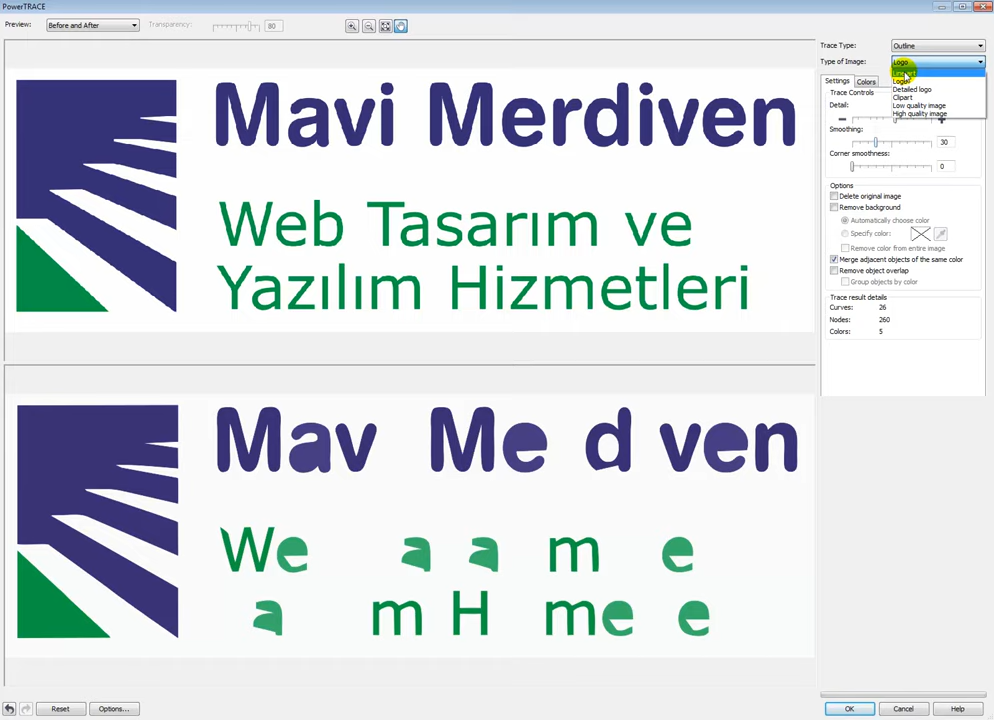 PowerTRACE
Preview: Before and After Transparency: 80
Trace Type: Outline
Type of Image: Logo
Logo
Detailed logo
Clipart
Low quality image
High quality image
Settings Colors
Trace Controls
Detail:
Smoothing:
30
Corner smoothness:
0
Options
Delete original image
Remove background
Automatically choose color
Specify color:
Remove color from entire image
Merge adjacent objects of the same color
Remove object overlap
Group objects by color
Trace result details
Curves: 26
Nodes: 260
Colors: 5
Mavi Merdiven
Web Tasarım ve
Yazılım Hizmetleri
Mav Me d ven
We a a m e
a m H me e
Reset Options... OK Cancel Help